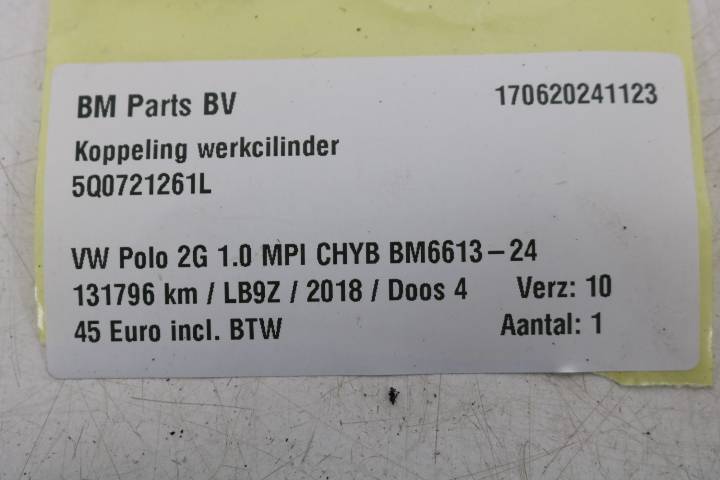 BM Parts BV 170620241123
Koppeling werkcilinder
5Q0721261L
VW Polo 2G 1.0 MPI CHYB BM6613-24
131796 km / LB9Z / 2018 / Doos 4 Verz: 10
45 Euro incl. BTW Aantal: 1